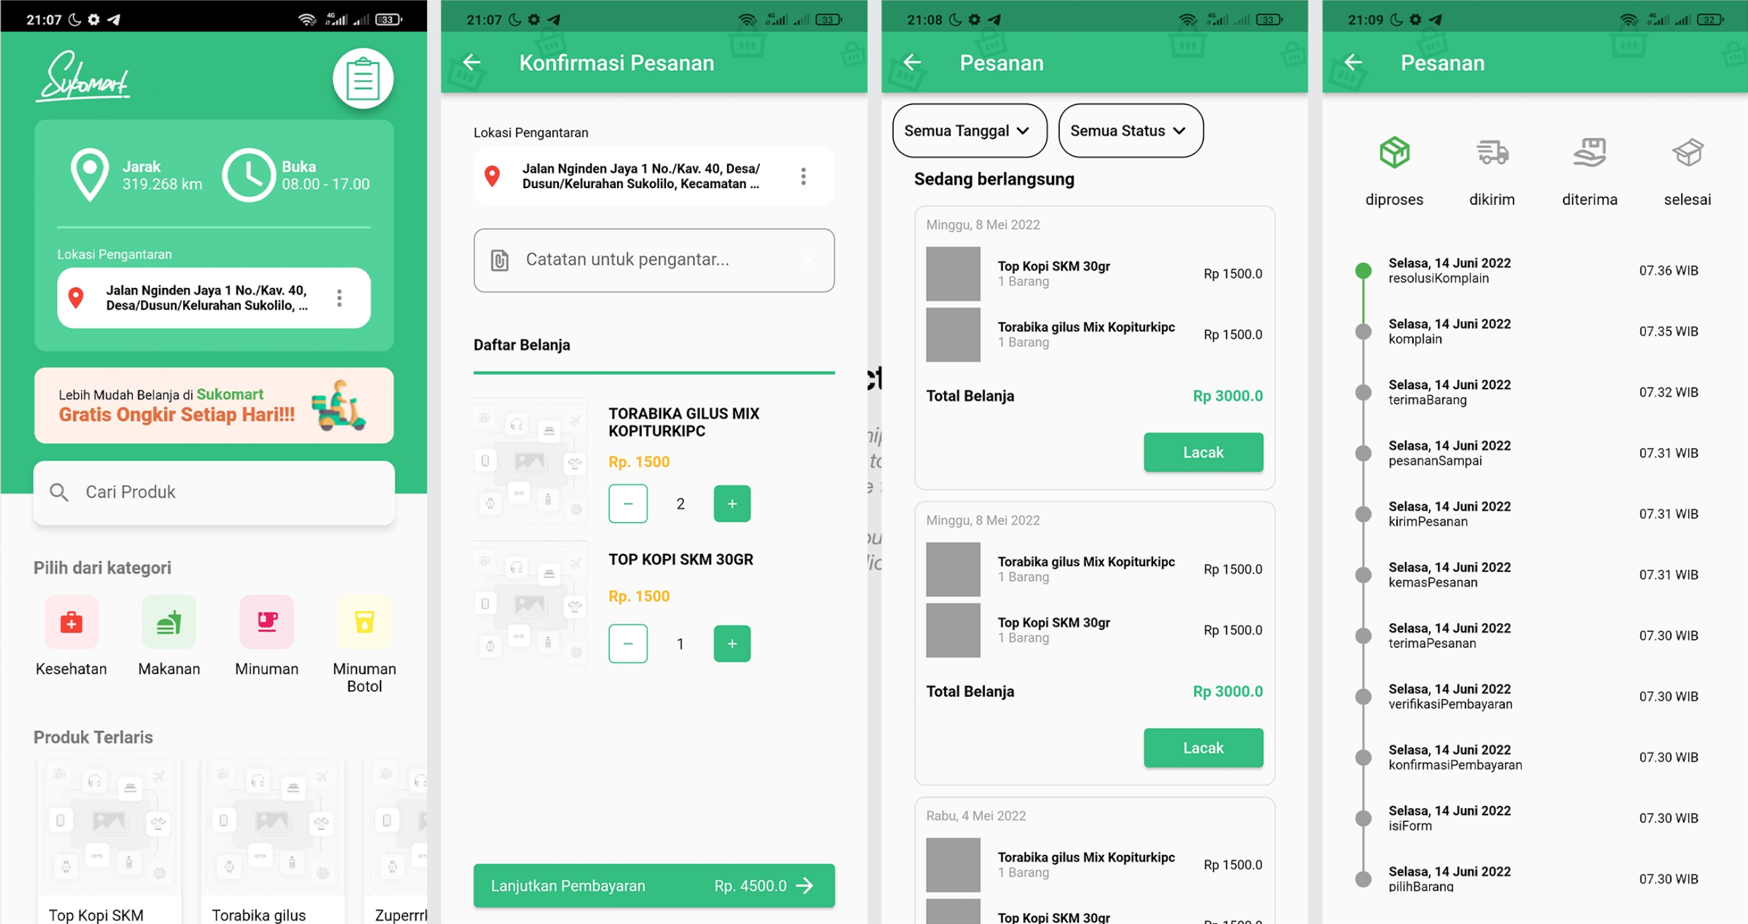 21:07
4G
33
Sukomart
Jarak
319.268 km
Buka
08.00 - 17.00
Lokasi Pengantaran
Jalan Nginden Jaya 1 No./Kav. 40,
Desa/Dusun/Kelurahan Sukolilo, ...
Lebih Mudah Belanja di Sukomart
Gratis Ongkir Setiap Hari!!!
Cari Produk
Pilih dari kategori
Kesehatan
Makanan
Minuman
Minuman
Botol
Produk Terlaris
Top Kopi SKM
Torabika gilus
21:07
4G
33
Konfirmasi Pesanan
Lokasi Pengantaran
Jalan Nginden Jaya 1 No./Kav. 40, Desa/
Dusun/Kelurahan Sukolilo, Kecamatan ...
Catatan untuk pengantar...
Daftar Belanja
TORABIKA GILUS MIX
KOPITURKIPC
Rp. 1500
− 2 +
TOP KOPI SKM 30GR
Rp. 1500
− 1 +
Lanjutkan Pembayaran Rp. 4500.0
21:08
4G
33
Pesanan
Semua Tanggal
Semua Status
Sedang berlangsung
Minggu, 8 Mei 2022
Top Kopi SKM 30gr
1 Barang
Rp 1500.0
Torabika gilus Mix Kopiturkipc
1 Barang
Rp 1500.0
Total Belanja Rp 3000.0
Lacak
Minggu, 8 Mei 2022
Torabika gilus Mix Kopiturkipc
1 Barang
Rp 1500.0
Top Kopi SKM 30gr
1 Barang
Rp 1500.0
Total Belanja Rp 3000.0
Lacak
Rabu, 4 Mei 2022
Torabika gilus Mix Kopiturkipc
1 Barang
Rp 1500.0
Top Kopi SKM 30gr
Rp 1500.0
21:09
4G
32
Pesanan
diproses
dikirim
diterima
selesai
Selasa, 14 Juni 2022
resolusiKomplain
07.36 WIB
Selasa, 14 Juni 2022
komplain
07.35 WIB
Selasa, 14 Juni 2022
terimaBarang
07.32 WIB
Selasa, 14 Juni 2022
pesananSampai
07.31 WIB
Selasa, 14 Juni 2022
kirimPesanan
07.31 WIB
Selasa, 14 Juni 2022
kemasPesanan
07.31 WIB
Selasa, 14 Juni 2022
terimaPesanan
07.30 WIB
Selasa, 14 Juni 2022
verifikasiPembayaran
07.30 WIB
Selasa, 14 Juni 2022
konfirmasiPembayaran
07.30 WIB
Selasa, 14 Juni 2022
isiForm
07.30 WIB
Selasa, 14 Juni 2022
pilihBarang
07.30 WIB